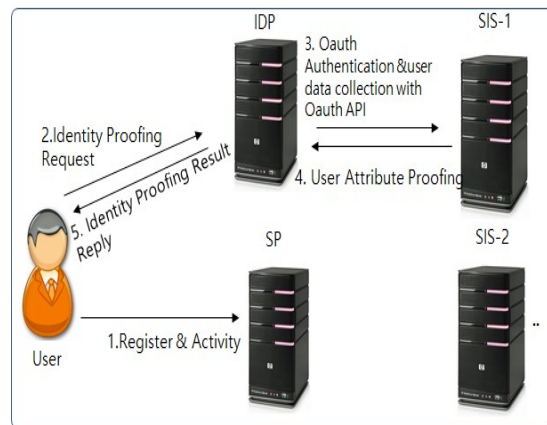 IDP
SIS-1
3. Oauth
Authentication&user
data collection with
Oauth API
2.Identity Proofing
Request
4. User Attribute Proofing
5. Identity Proofing Result
Reply
SP
SIS-2
..
1.Register & Activity
User